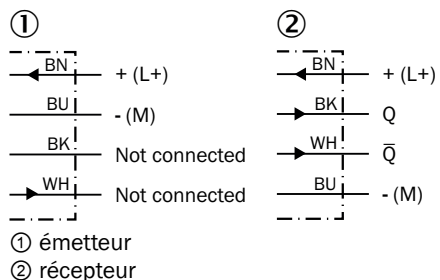 ① ②
BN + (L+)
BU - (M)
BK Not connected
WH Not connected
BN + (L+)
BK Q
WH Q̅
BU - (M)
① émetteur
② récepteur